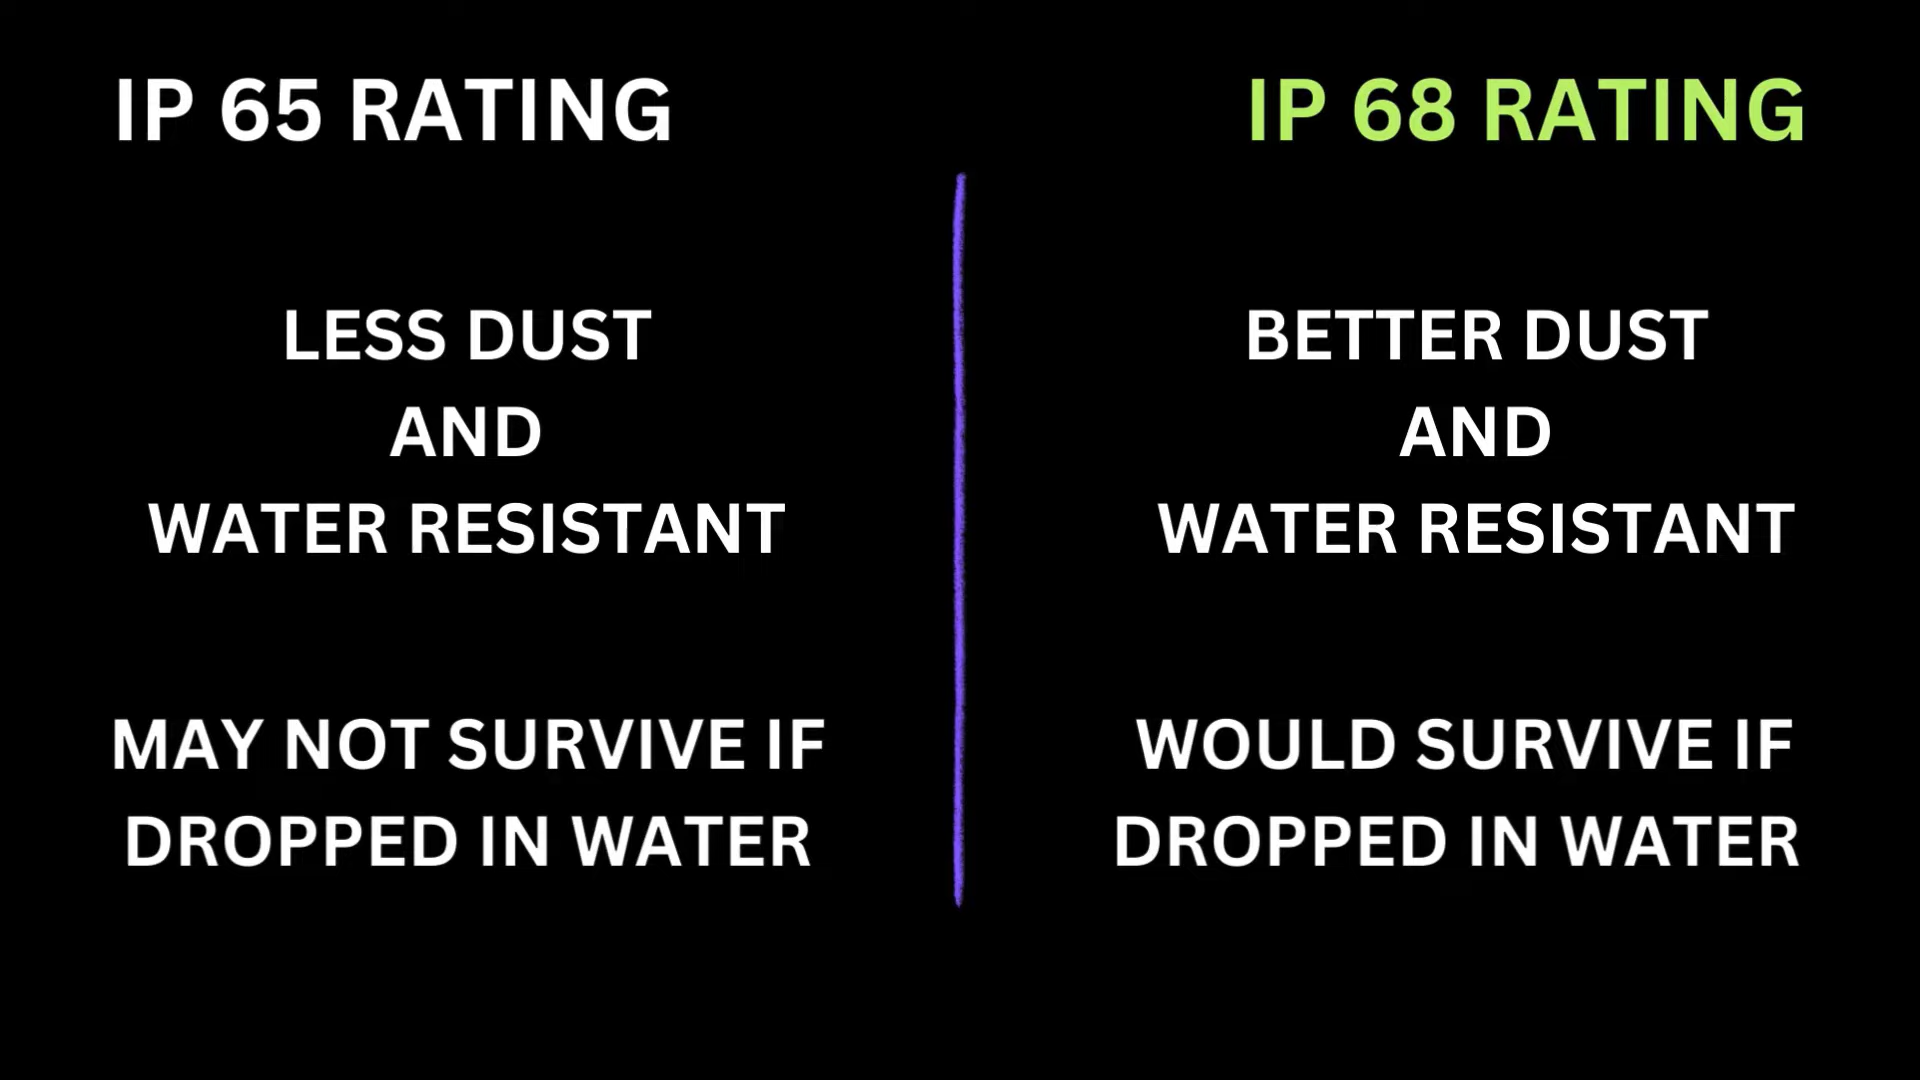 IP 65 RATING
LESS DUST
AND
WATER RESISTANT
MAY NOT SURVIVE IF
DROPPED IN WATER
IP 68 RATING
BETTER DUST
AND
WATER RESISTANT
WOULD SURVIVE IF
DROPPED IN WATER